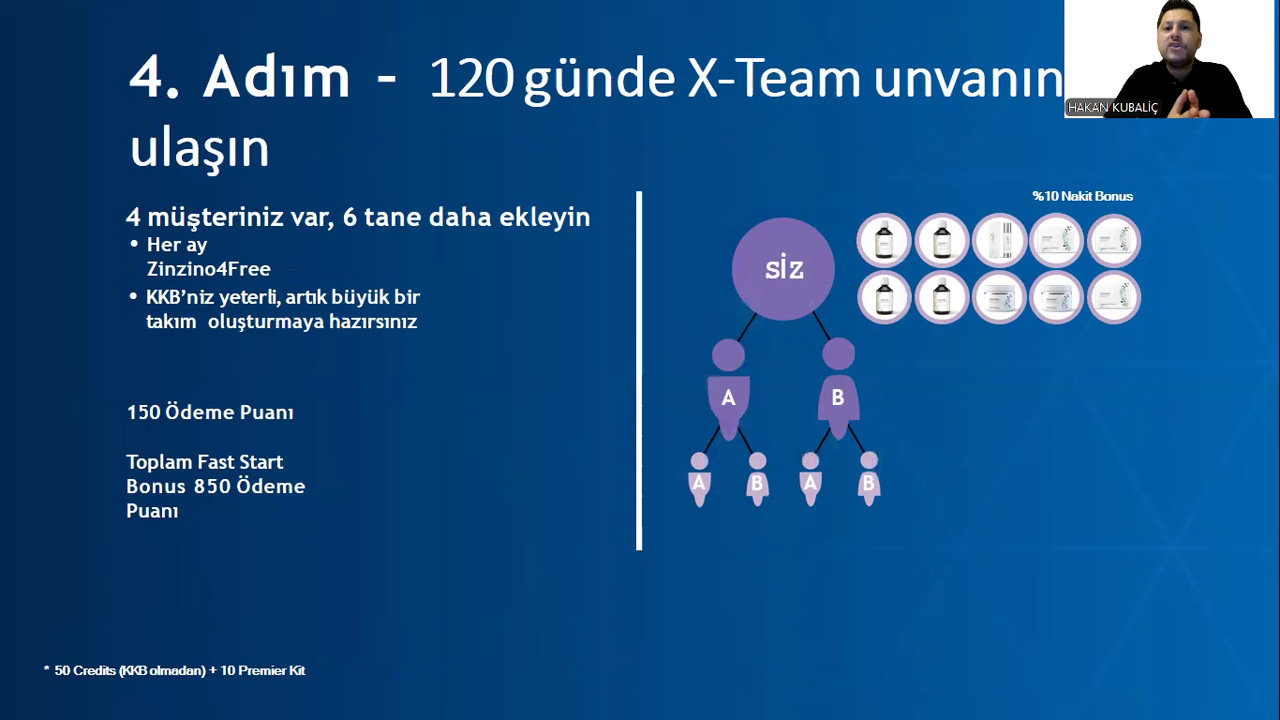 4. Adım - 120 günde X-Team unvanın
ulaşın
HAKAN KUBALİÇ
4 müşteriniz var, 6 tane daha ekleyin
• Her ay
Zinzino4Free
• KKB’niz yeterli, artık büyük bir
takım oluşturmaya hazırsınız
150 Ödeme Puanı
Toplam Fast Start
Bonus 850 Ödeme
Puanı
%10 Nakit Bonus
siz
A B
A B A B
* 50 Credits (KKB olmadan) + 10 Premier Kit